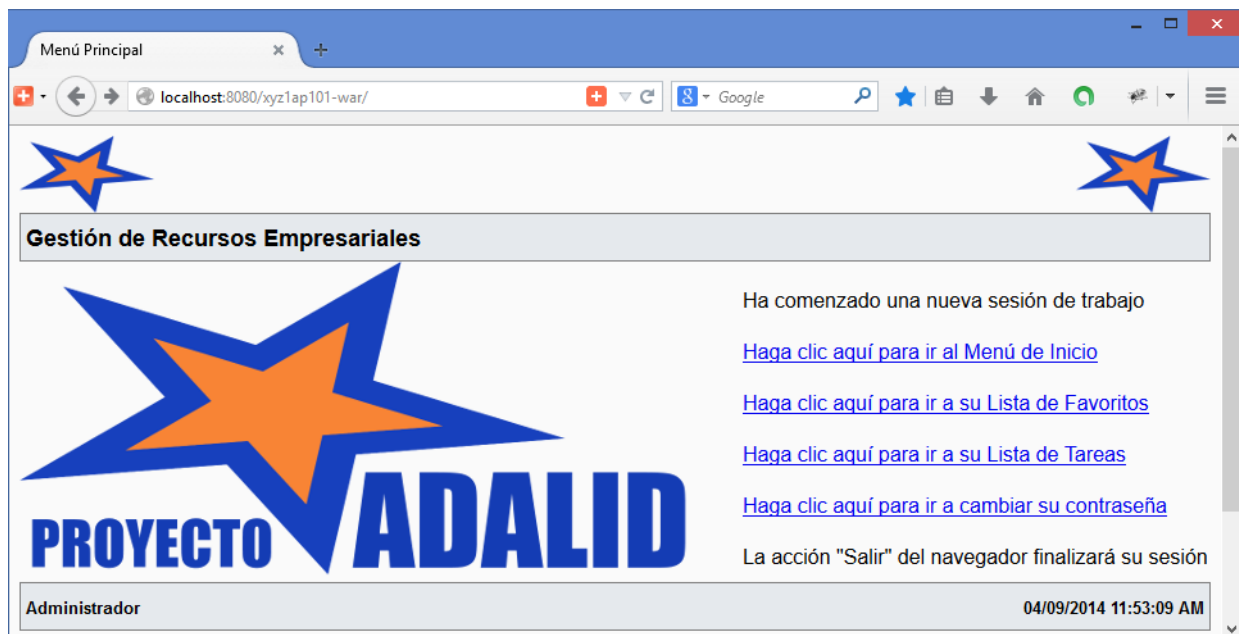 Menú Principal
localhost:8080/xyz1ap101-war/
8
Google
Gestión de Recursos Empresariales
Ha comenzado una nueva sesión de trabajo
Haga clic aquí para ir al Menú de Inicio
Haga clic aquí para ir a su Lista de Favoritos
Haga clic aquí para ir a su Lista de Tareas
Haga clic aquí para ir a cambiar su contraseña
La acción "Salir" del navegador finalizará su sesión
PROYECTO ADALID
Administrador
04/09/2014 11:53:09 AM